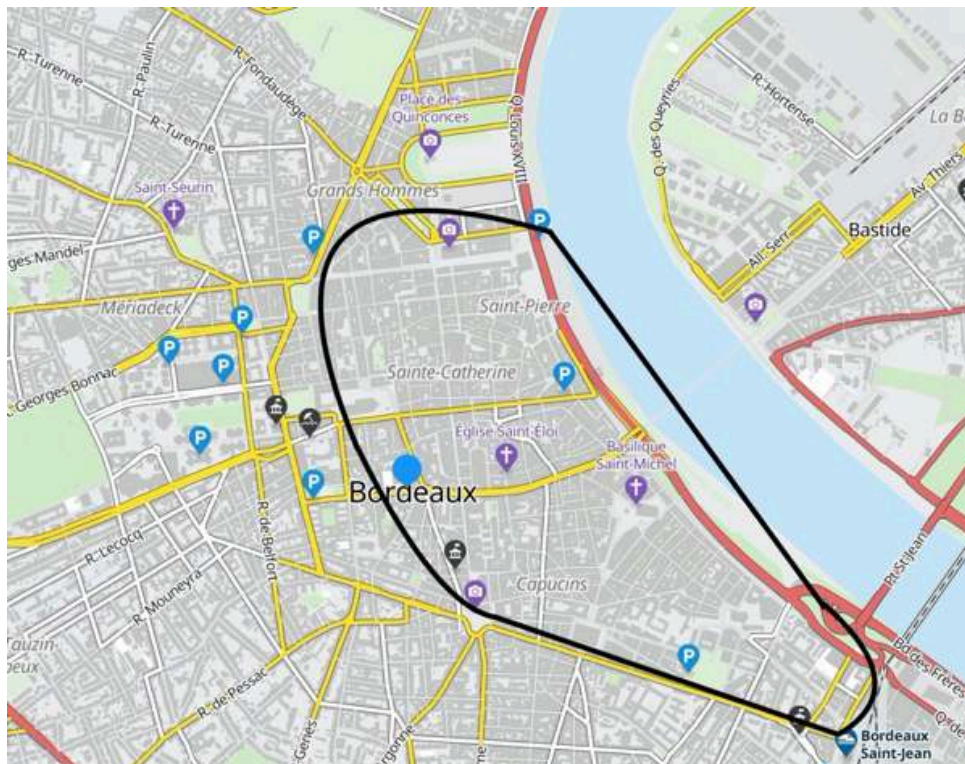 R. Turenne
R. Paulin
R. Fondaudège
R. Turenne
Place des
Quinconces
Q. Louis XVIII
Q. des Queyries
R. Hortense
La B
Av. Thiers
Saint-Seurin
Grands Hommes
Bastide
All. Serr
ges Mandel
Mériadeck
Saint-Pierre
Georges Bonnac
Sainte-Catherine
Église Saint-Éloi
Basilique
Saint-Michel
Bordeaux
R. de Belfort
R. Lecocq
R. Mouneyra
Capucins
Pt. St-Jean
Tauzin
R. de Pessac
Bd des Frères
Q. de
Bordeaux
Saint-Jean
P
P
P
P
P
P
P
P
P